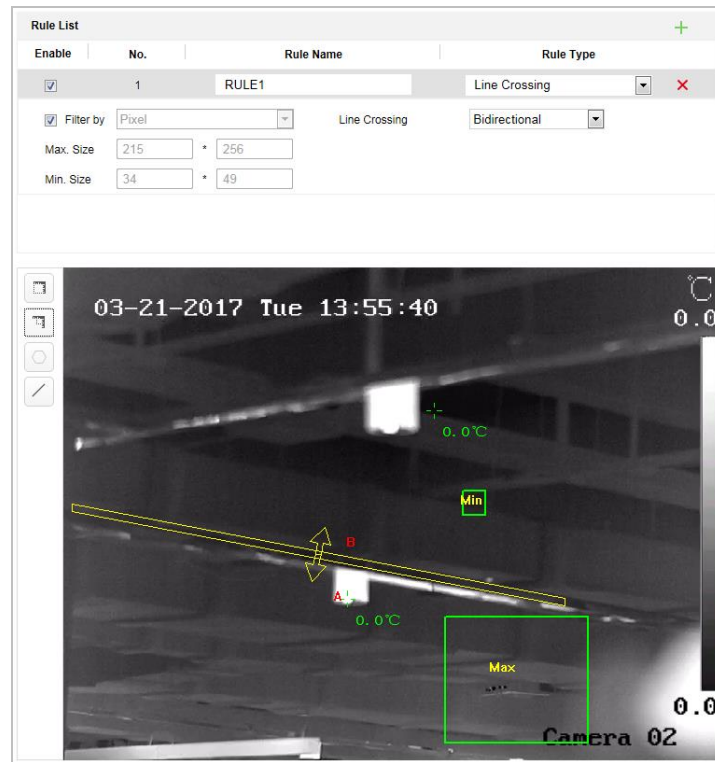 Rule List
Enable No. Rule Name Rule Type
1 RULE1 Line Crossing
Filter by Pixel Line Crossing Bidirectional
Max. Size 215 * 256
Min. Size 34 * 49
03-21-2017 Tue 13:55:40
℃
0.0
0.0℃
Min
B
A
0.0℃
Max
0.0
Camera 02